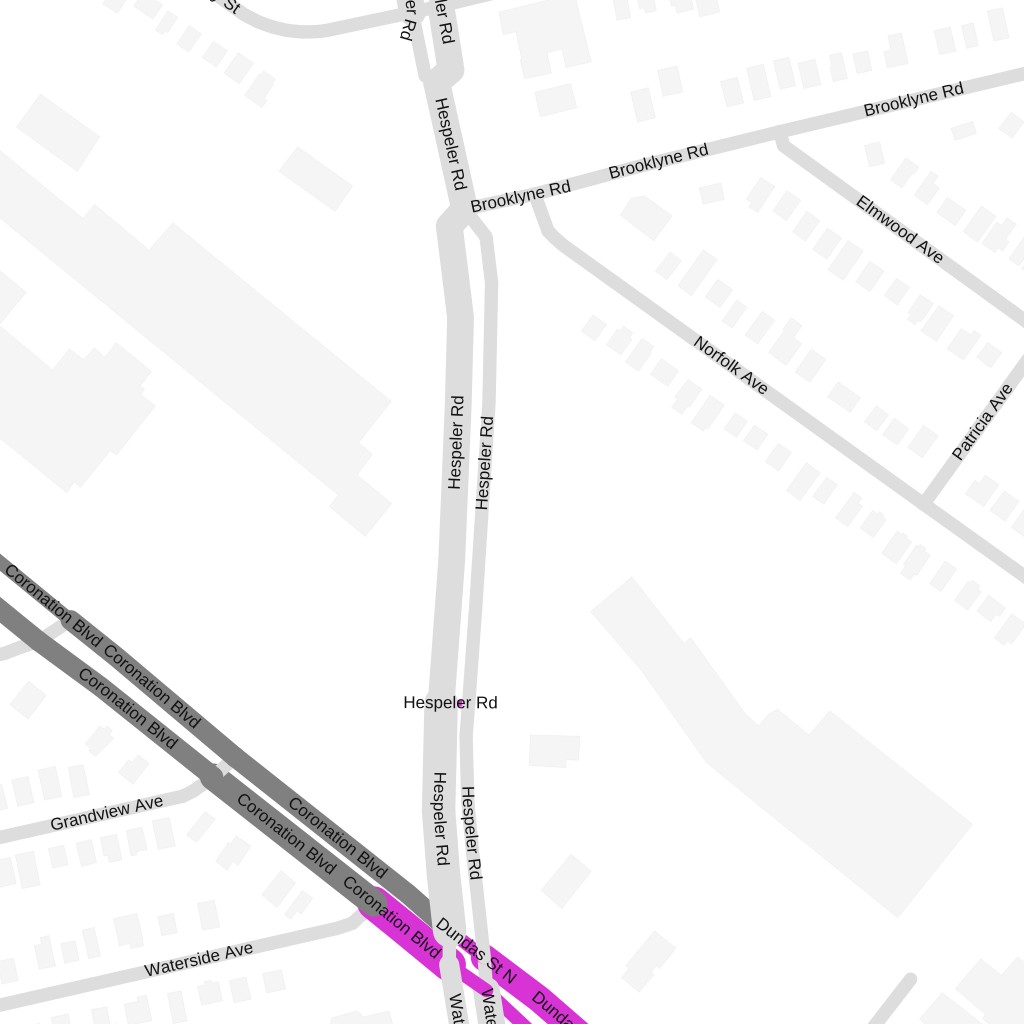 Hespeler Rd
Brooklyne Rd
Brooklyne Rd
Brooklyne Rd
Elmwood Ave
Norfolk Ave
Patricia Ave
Hespeler Rd
Hespeler Rd
Coronation Blvd
Coronation Blvd
Coronation Blvd
Hespeler Rd
Hespeler Rd
Hespeler Rd
Grandview Ave
Coronation Blvd
Coronation Blvd
Coronation Blvd
Dundas St N
Waterside Ave